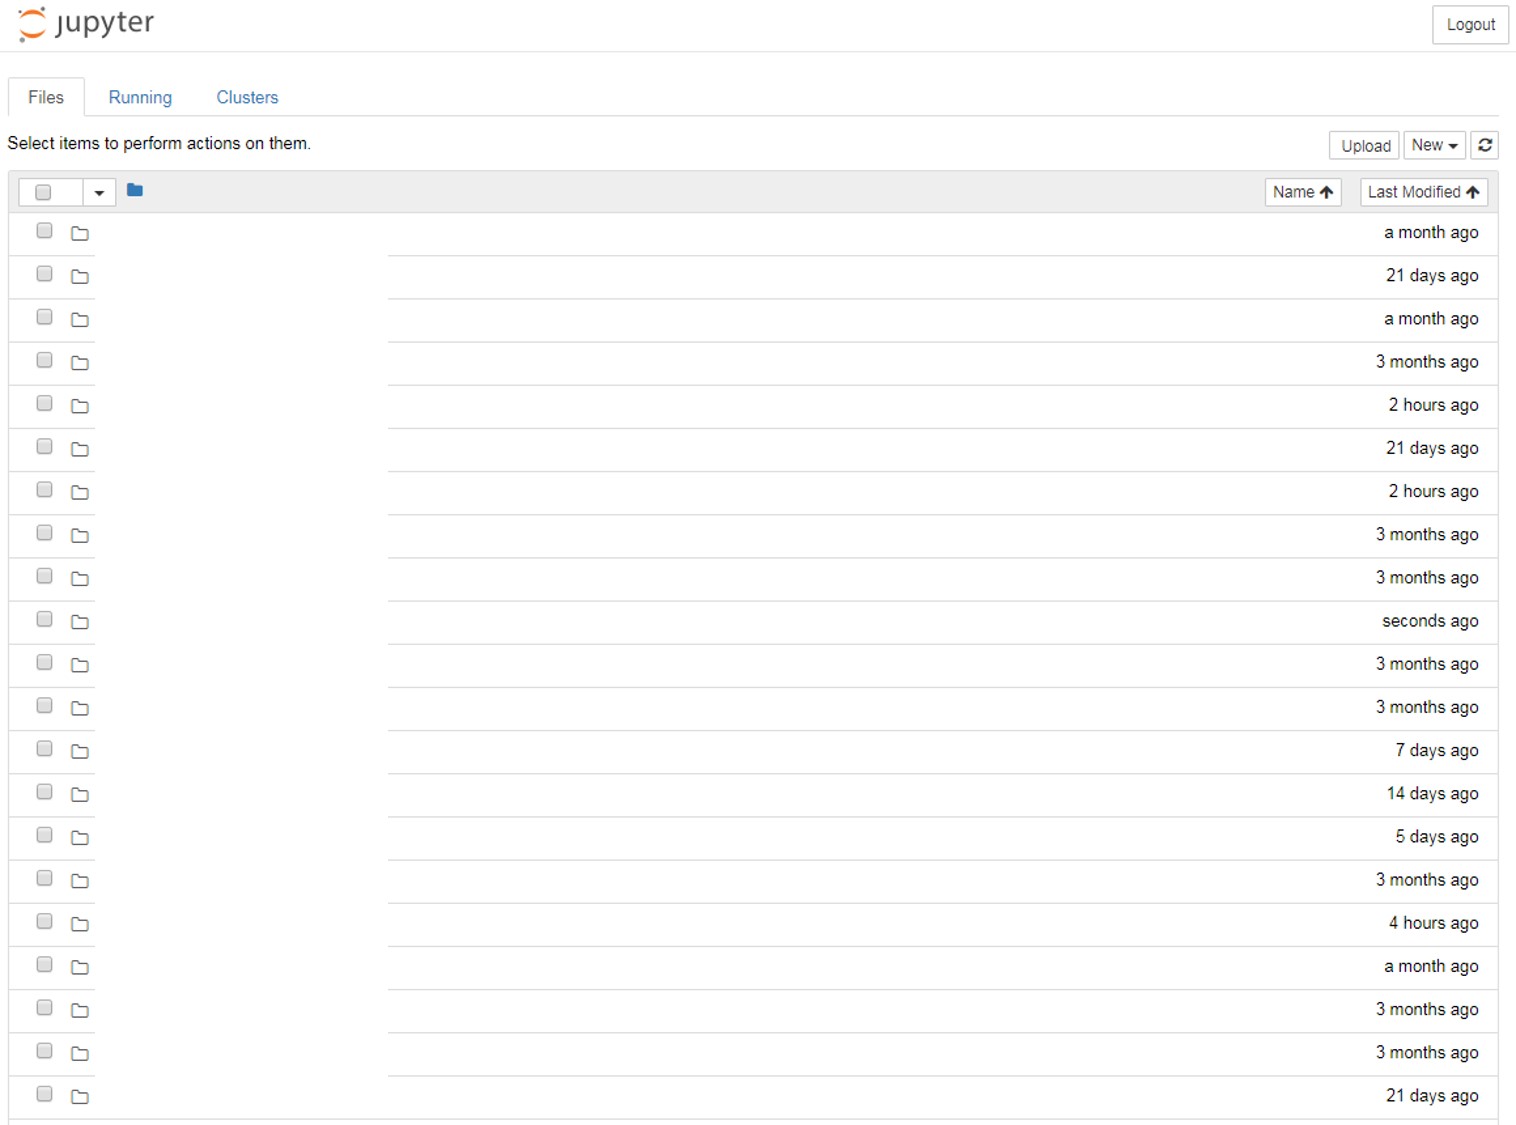 jupyter
Logout
Files Running Clusters
Select items to perform actions on them.
Upload New
Name Last Modified
a month ago
21 days ago
a month ago
3 months ago
2 hours ago
21 days ago
2 hours ago
3 months ago
3 months ago
seconds ago
3 months ago
3 months ago
7 days ago
14 days ago
5 days ago
3 months ago
4 hours ago
a month ago
3 months ago
3 months ago
21 days ago